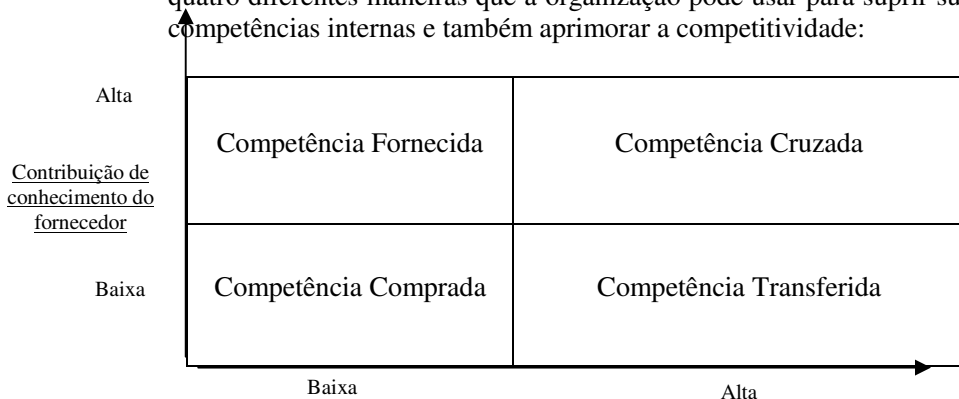 quatro diferentes maneiras que a organização pode usar para suprir su
competências internas e também aprimorar a competitividade:
Alta
Competência Fornecida
Competência Cruzada
Contribuição de
conhecimento do
fornecedor
Baixa
Competência Comprada
Competência Transferida
Baixa
Alta